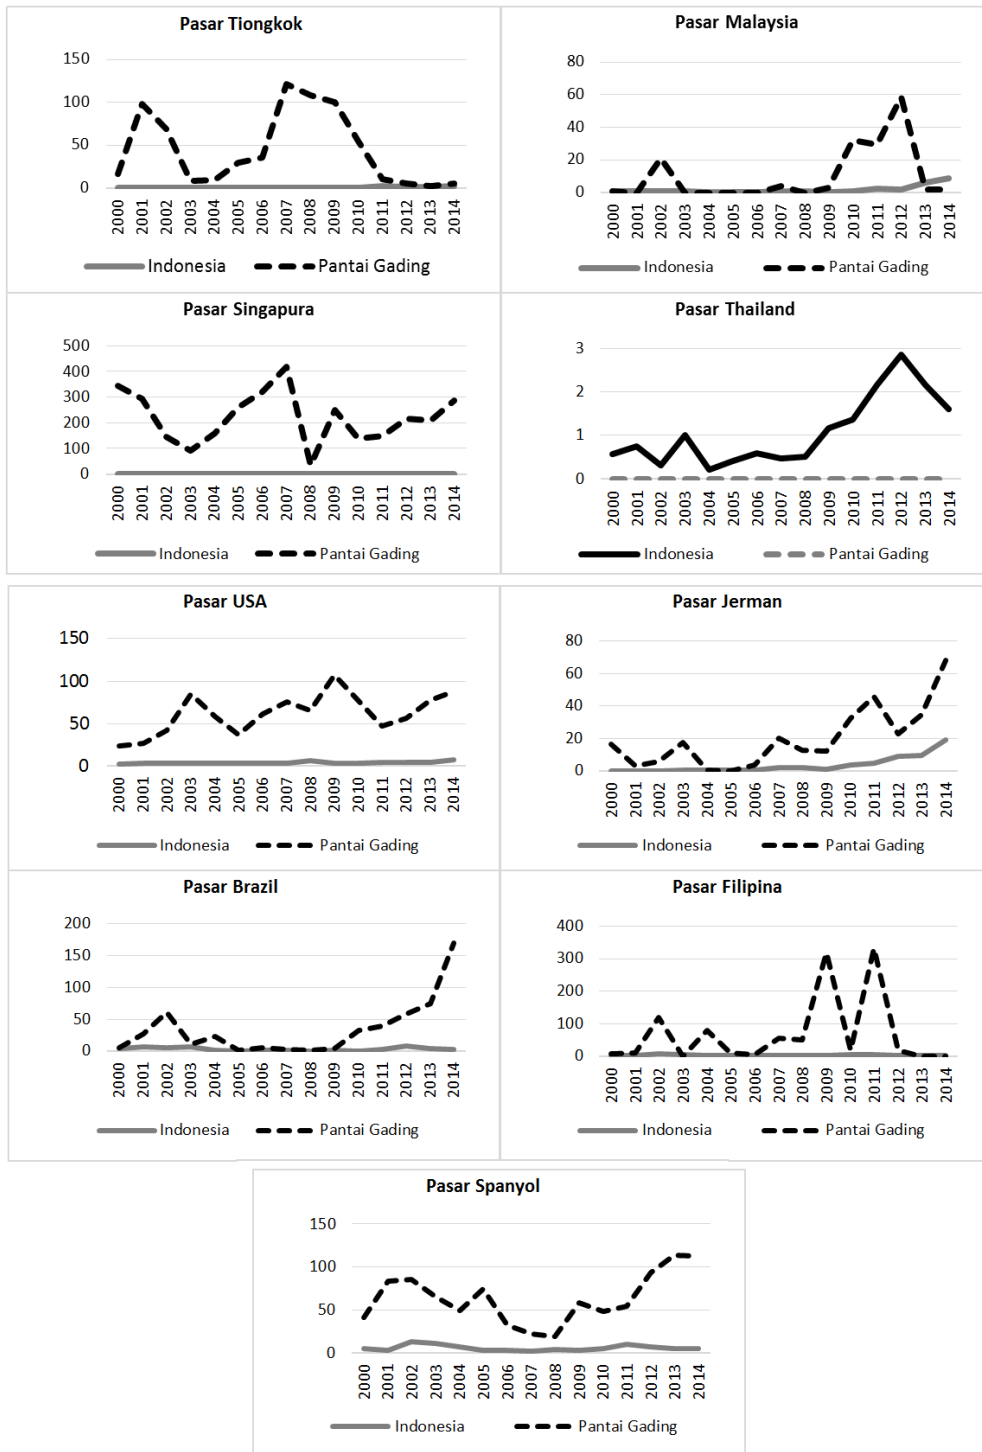 Pasar Tiongkok
150
100
50
0
2000 2001 2002 2003 2004 2005 2006 2007 2008 2009 2010 2011 2012 2013 2014
Indonesia Pantai Gading
Pasar Malaysia
80
60
40
20
0
2000 2001 2002 2003 2004 2005 2006 2007 2008 2009 2010 2011 2012 2013 2014
Indonesia Pantai Gading
Pasar Singapura
500
400
300
200
100
0
2000 2001 2002 2003 2004 2005 2006 2007 2008 2009 2010 2011 2012 2013 2014
Indonesia Pantai Gading
Pasar Thailand
3
2
1
0
2000 2001 2002 2003 2004 2005 2006 2007 2008 2009 2010 2011 2012 2013 2014
Indonesia Pantai Gading
Pasar USA
150
100
50
0
2000 2001 2002 2003 2004 2005 2006 2007 2008 2009 2010 2011 2012 2013 2014
Indonesia Pantai Gading
Pasar Jerman
80
60
40
20
0
2000 2001 2002 2003 2004 2005 2006 2007 2008 2009 2010 2011 2012 2013 2014
Indonesia Pantai Gading
Pasar Brazil
200
150
100
50
0
2000 2001 2002 2003 2004 2005 2006 2007 2008 2009 2010 2011 2012 2013 2014
Indonesia Pantai Gading
Pasar Filipina
400
300
200
100
0
2000 2001 2002 2003 2004 2005 2006 2007 2008 2009 2010 2011 2012 2013 2014
Indonesia Pantai Gading
Pasar Spanyol
150
100
50
0
2000 2001 2002 2003 2004 2005 2006 2007 2008 2009 2010 2011 2012 2013 2014
Indonesia Pantai Gading